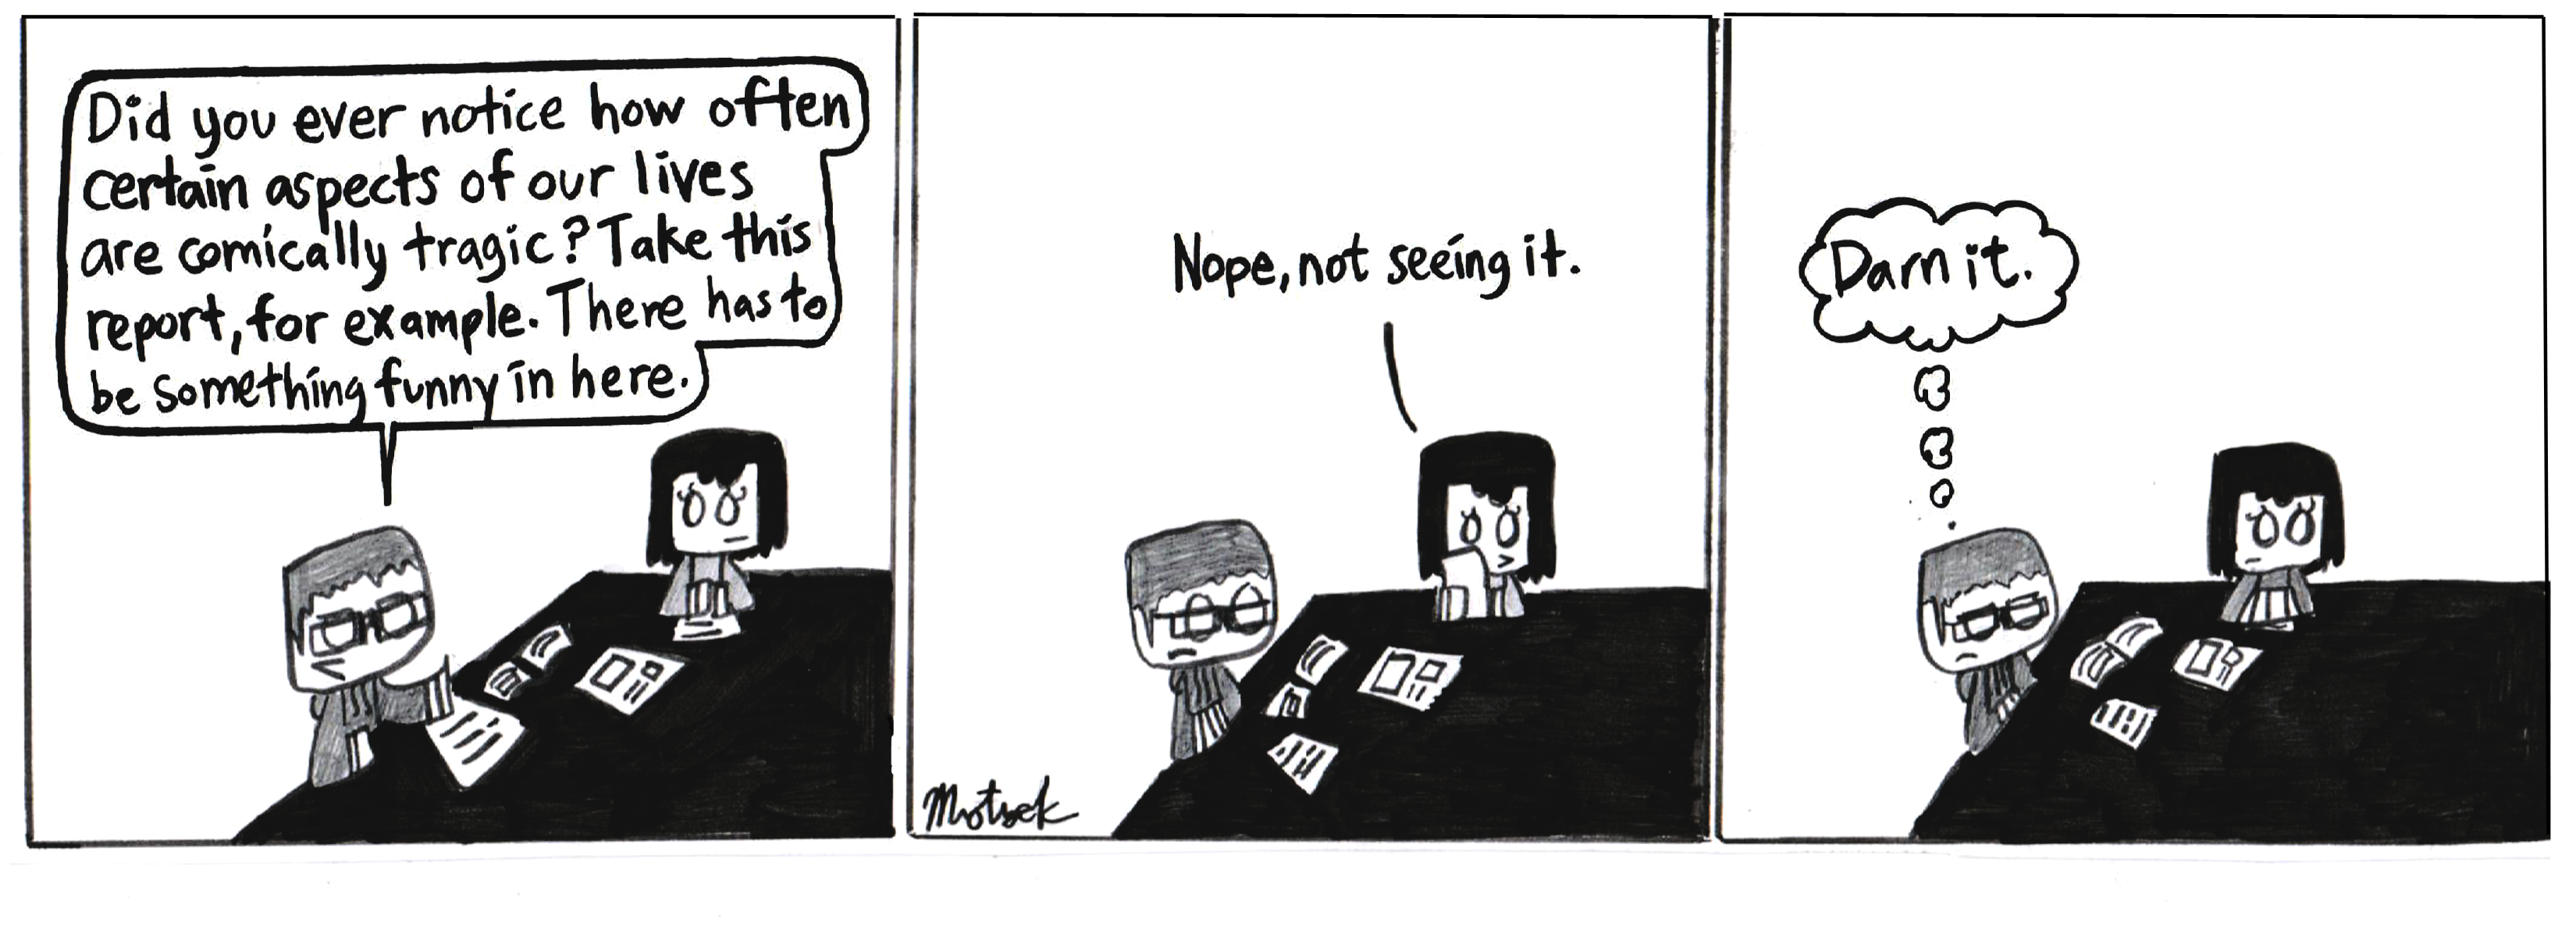 Did you ever notice how often
certain aspects of our lives
are comically tragic? Take this
report, for example. There has to
be something funny in here.
Nope, not seeing it.
Darn it.